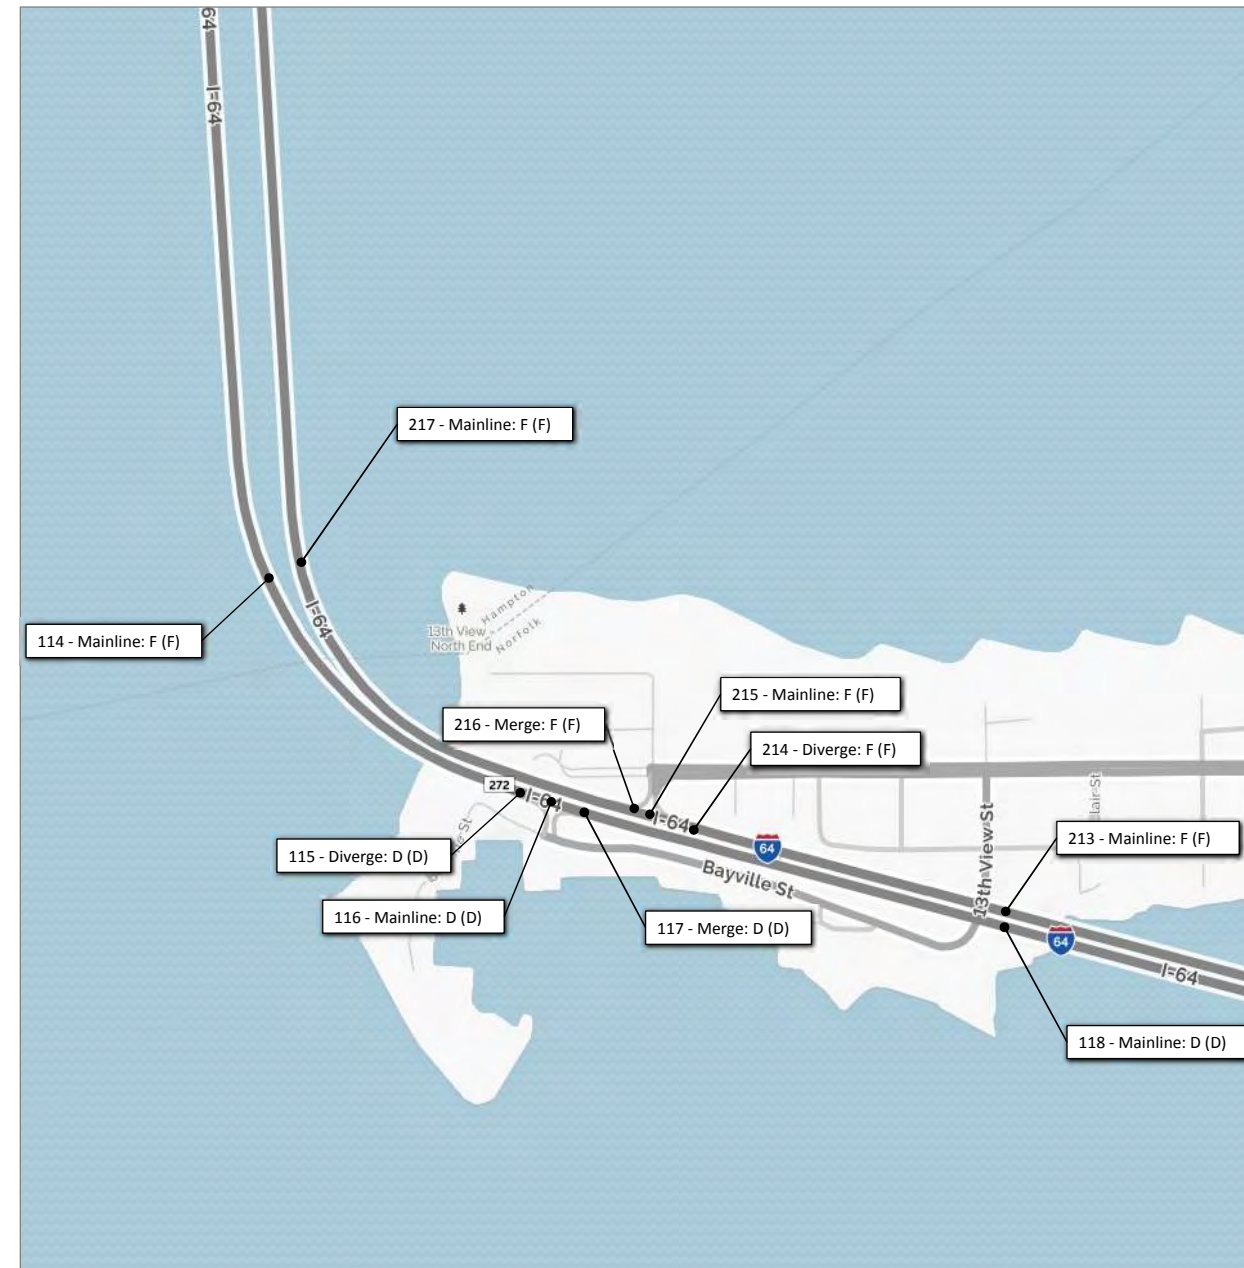 64
I-64
217 - Mainline: F (F)
Hampton
13th View
North End
Norfolk
I-64
114 - Mainline: F (F)
215 - Mainline: F (F)
216 - Merge: F (F)
214 - Diverge: F (F)
272
I-64
I-64
64
213 - Mainline: F (F)
115 - Diverge: D (D)
Bayville St
13th View St
116 - Mainline: D (D)
117 - Merge: D (D)
64
I-64
118 - Mainline: D (D)